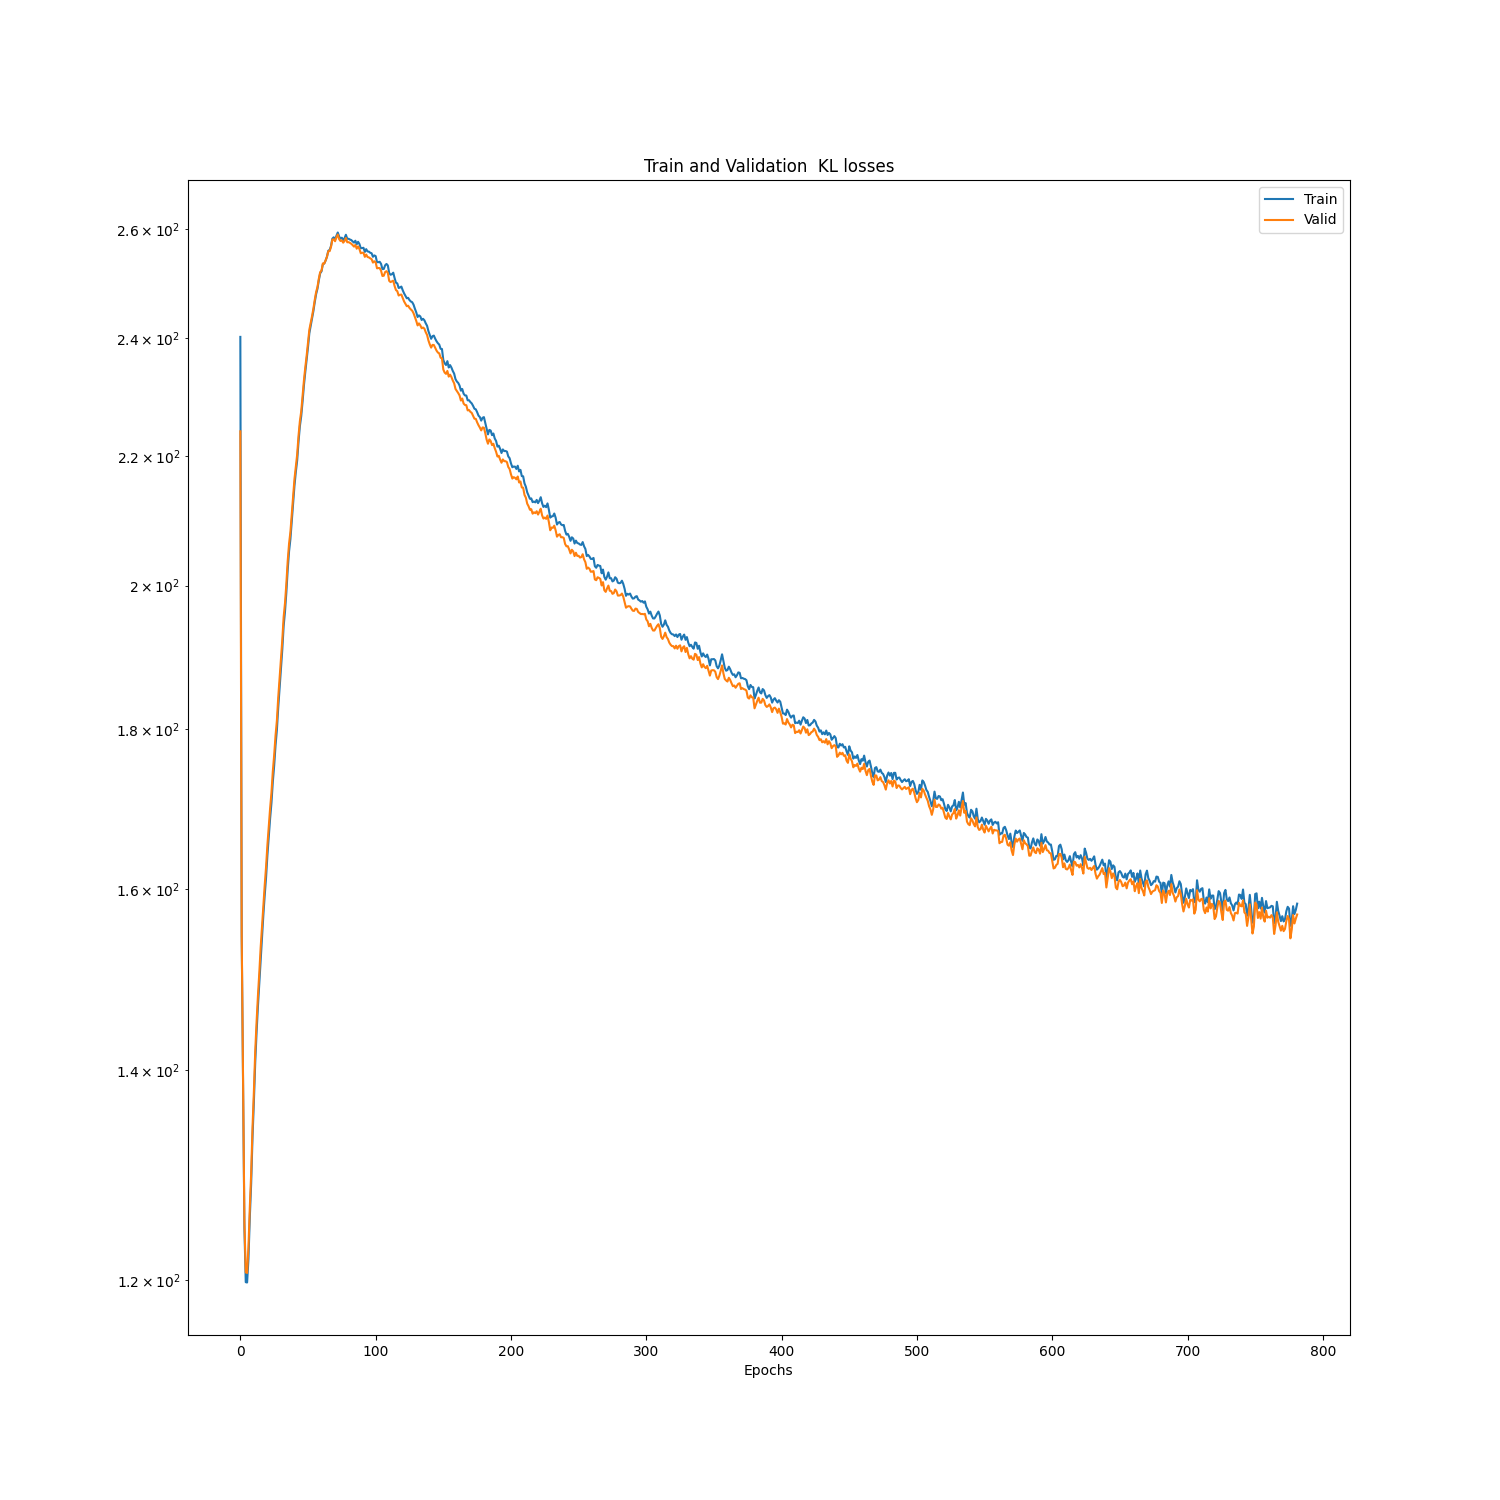 Train and Validation  KL losses
Train
Valid
2.6 × 10²
2.4 × 10²
2.2 × 10²
2 × 10²
1.8 × 10²
1.6 × 10²
1.4 × 10²
1.2 × 10²
0 100 200 300 400 500 600 700 800
Epochs